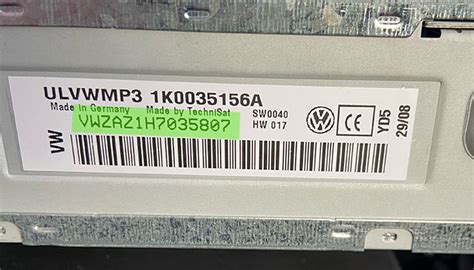 ULVWMP3 1K0035156A
Made in Germany Made by TechniSat SW0040
VWZAZ1H7035807 HW 017
VW
CE
YD5
29/08